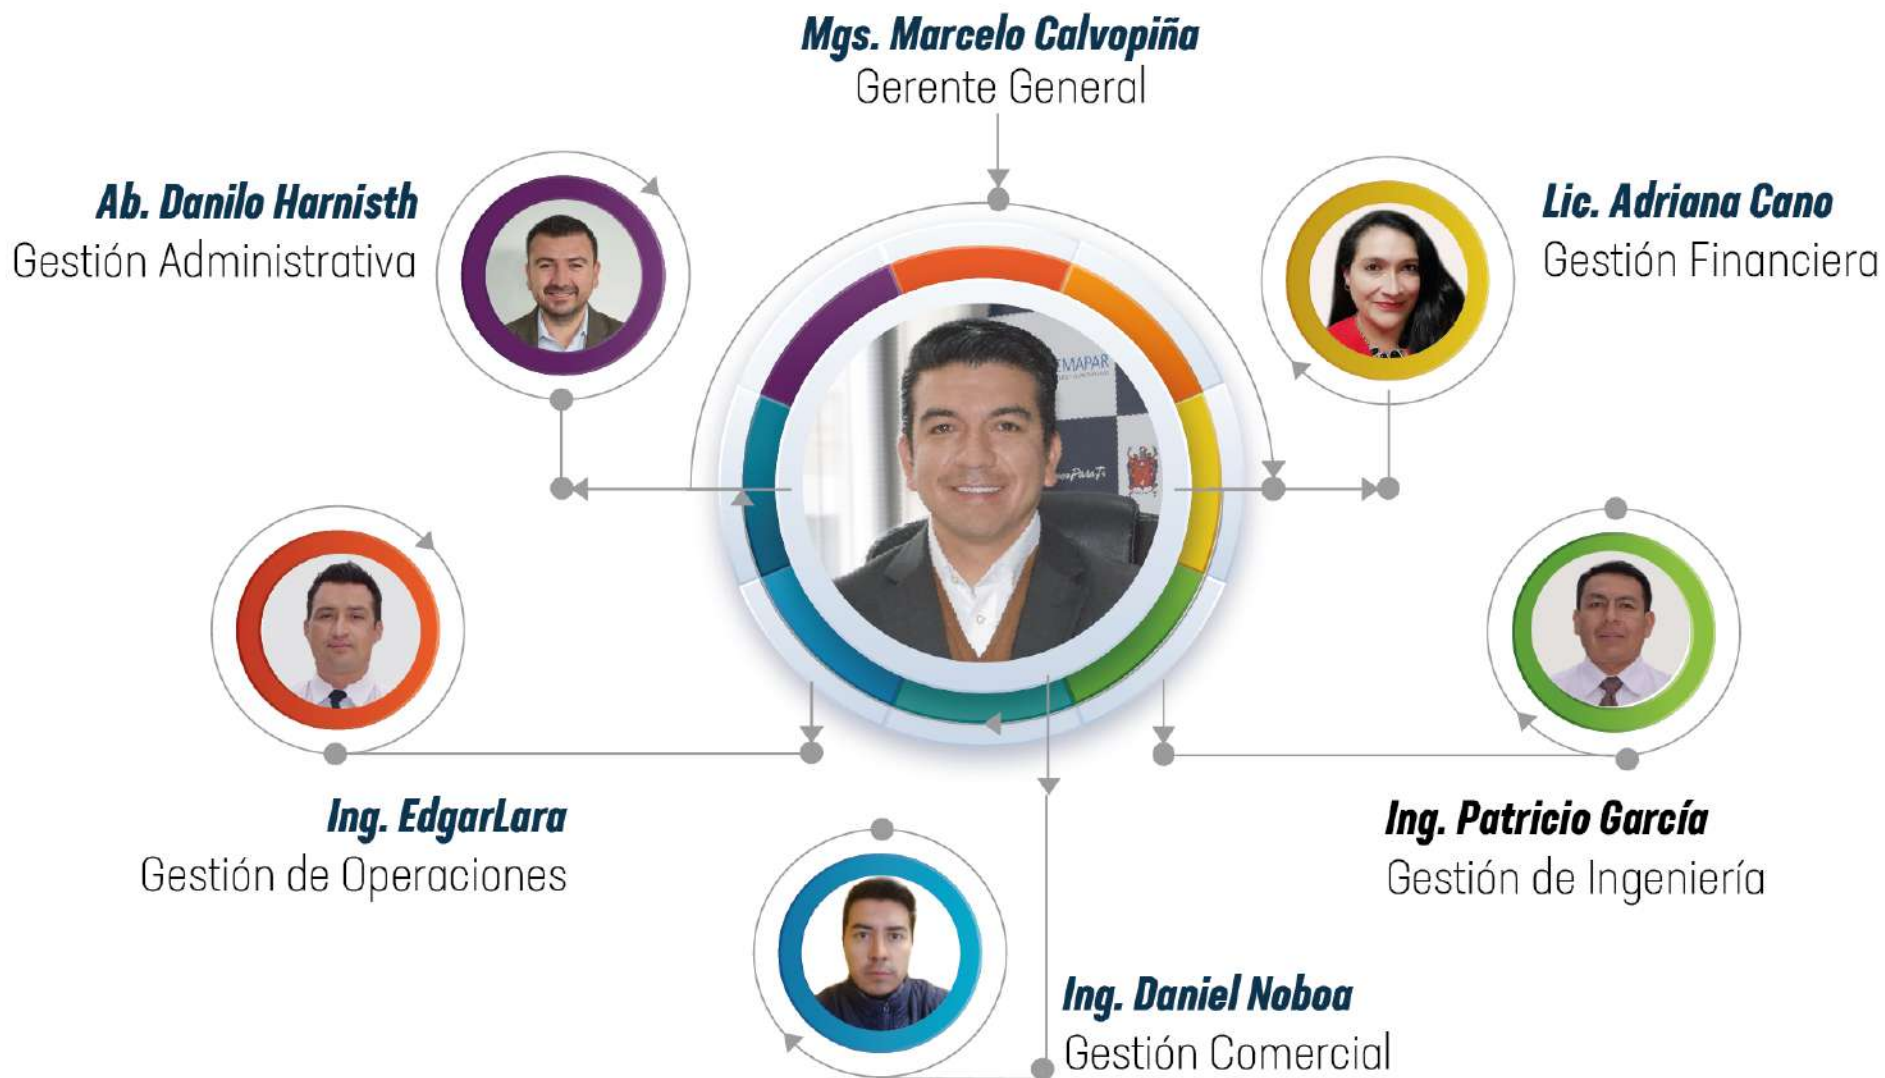 Mgs. Marcelo Calvopiña
Gerente General
Ab. Danilo Harnisth
Gestión Administrativa
Lic. Adriana Cano
Gestión Financiera
EMAPAR
Ing. EdgarLara
Gestión de Operaciones
Ing. Patricio García
Gestión de Ingeniería
Ing. Daniel Noboa
Gestión Comercial